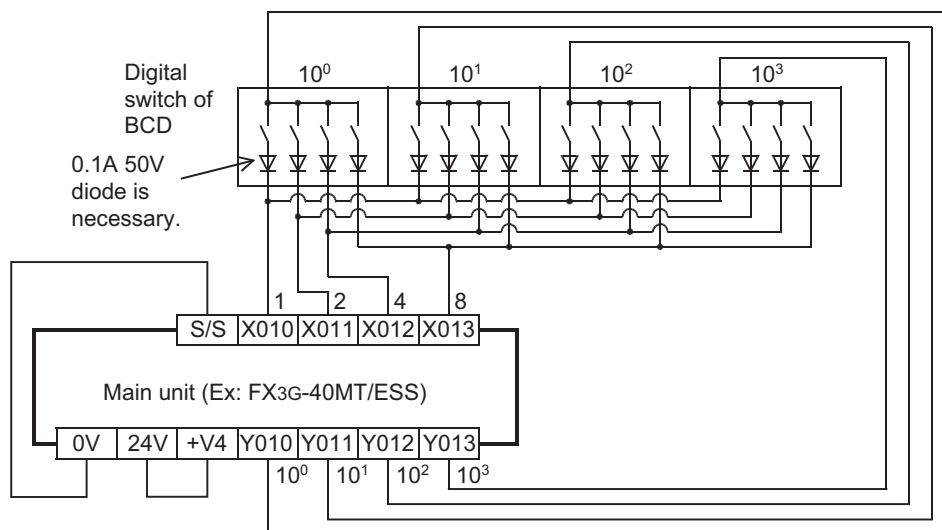 Digital
switch of
BCD
10⁰ 10¹ 10² 10³
0.1A 50V
diode is
necessary.
1 2 4 8
S/S X010 X011 X012 X013
Main unit (Ex: FX3G-40MT/ESS)
0V 24V +V4 Y010 Y011 Y012 Y013
10⁰ 10¹ 10² 10³